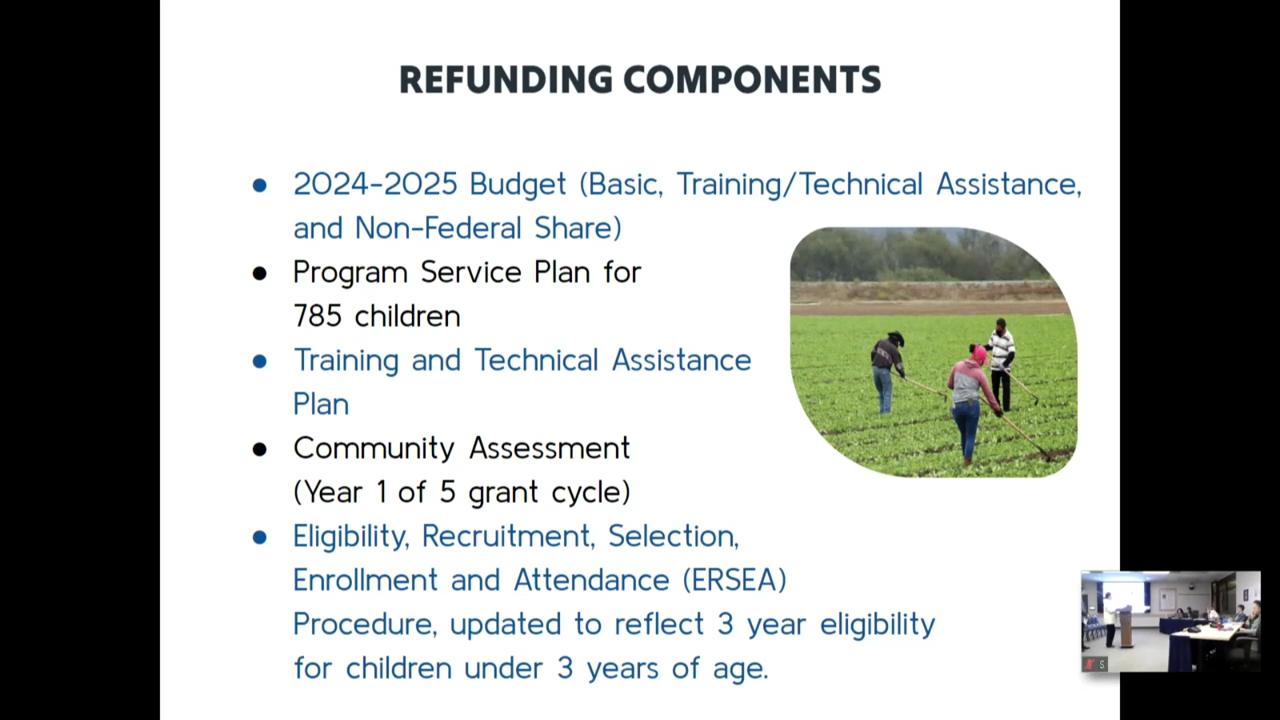 REFUNDING COMPONENTS
● 2024-2025 Budget (Basic, Training/Technical Assistance,
and Non-Federal Share)
● Program Service Plan for
785 children
● Training and Technical Assistance
Plan
● Community Assessment
(Year 1 of 5 grant cycle)
● Eligibility, Recruitment, Selection,
Enrollment and Attendance (ERSEA)
Procedure, updated to reflect 3 year eligibility
for children under 3 years of age.
S